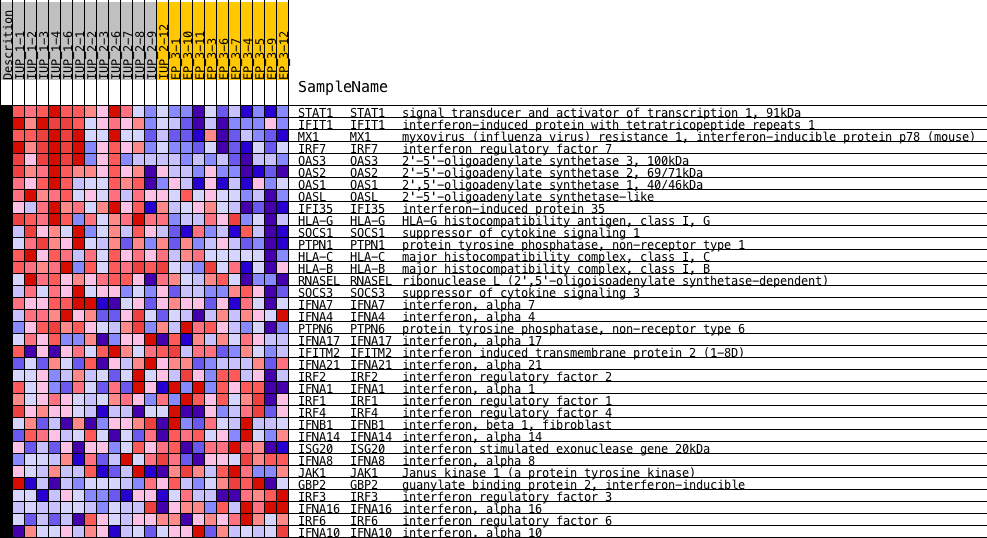 Descrition
IUP_1-1
IUP_1-2
IUP_1-3
IUP_1-4
IUP_1-6
IUP_2-2
IUP_2-3
IUP_2-6
IUP_2-7
IUP_2-8
IUP_2-9
IUP_2-12
EP_3-1
EP_3-10
EP_3-11
EP_3-3
EP_3-6
EP_3-7
EP_3-4
EP_3-5
EP_3-9
EP_3-12
SampleName
STAT1 STAT1 signal transducer and activator of transcription 1, 91kDa
IFIT1 IFIT1 interferon-induced protein with tetratricopeptide repeats 1
MX1 MX1 myxovirus (influenza virus) resistance 1, interferon-inducible protein p78 (mouse)
IRF7 IRF7 interferon regulatory factor 7
OAS3 OAS3 2'-5'-oligoadenylate synthetase 3, 100kDa
OAS2 OAS2 2'-5'-oligoadenylate synthetase 2, 69/71kDa
OAS1 OAS1 2',5'-oligoadenylate synthetase 1, 40/46kDa
OASL OASL 2'-5'-oligoadenylate synthetase-like
IFI35 IFI35 interferon-induced protein 35
HLA-G HLA-G HLA-G histocompatibility antigen, class I, G
SOCS1 SOCS1 suppressor of cytokine signaling 1
PTPN1 PTPN1 protein tyrosine phosphatase, non-receptor type 1
HLA-C HLA-C major histocompatibility complex, class I, C
HLA-B HLA-B major histocompatibility complex, class I, B
RNASEL RNASEL ribonuclease L (2',5'-oligoisoadenylate synthetase-dependent)
SOCS3 SOCS3 suppressor of cytokine signaling 3
IFNA7 IFNA7 interferon, alpha 7
IFNA4 IFNA4 interferon, alpha 4
PTPN6 PTPN6 protein tyrosine phosphatase, non-receptor type 6
IFNA17 IFNA17 interferon, alpha 17
IFITM2 IFITM2 interferon induced transmembrane protein 2 (1-8D)
IFNA21 IFNA21 interferon, alpha 21
IRF2 IRF2 interferon regulatory factor 2
IFNA1 IFNA1 interferon, alpha 1
IRF1 IRF1 interferon regulatory factor 1
IRF4 IRF4 interferon regulatory factor 4
IFNB1 IFNB1 interferon, beta 1, fibroblast
IFNA14 IFNA14 interferon, alpha 14
ISG20 ISG20 interferon stimulated exonuclease gene 20kDa
IFNA8 IFNA8 interferon, alpha 8
JAK1 JAK1 Janus kinase 1 (a protein tyrosine kinase)
GBP2 GBP2 guanylate binding protein 2, interferon-inducible
IRF3 IRF3 interferon regulatory factor 3
IFNA16 IFNA16 interferon, alpha 16
IRF6 IRF6 interferon regulatory factor 6
IFNA10 IFNA10 interferon, alpha 10